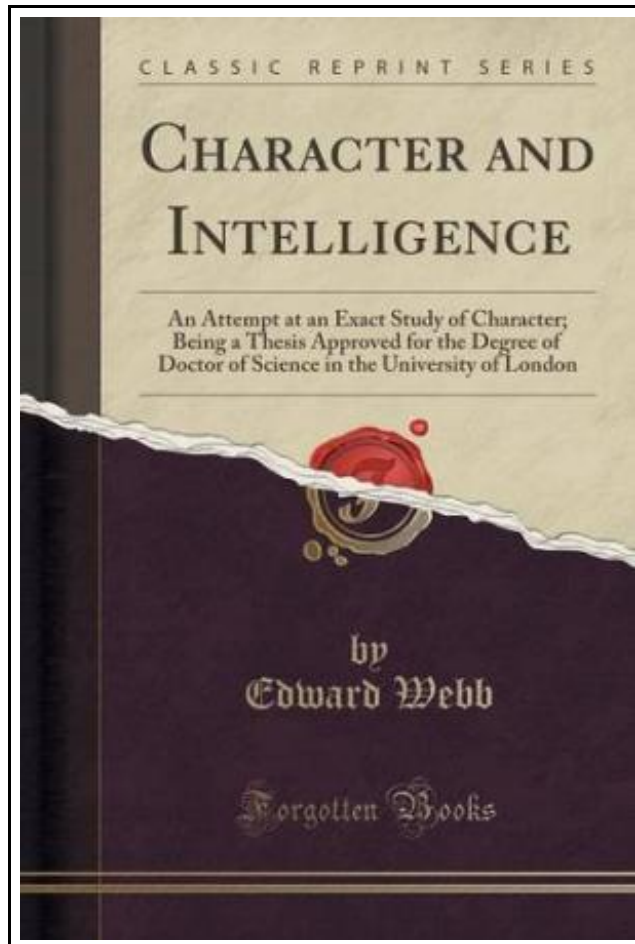 CLASSIC REPRINT SERIES
CHARACTER AND
INTELLIGENCE
An Attempt at an Exact Study of Character;
Being a Thesis Approved for the Degree of
Doctor of Science in the University of London
by
Edward Webb
Forgotten Books